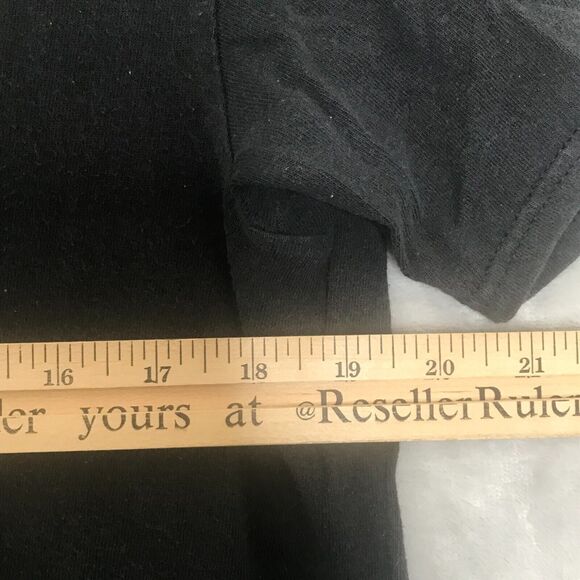 16 17 18 19 20 21
der yours at @ResellerRuler